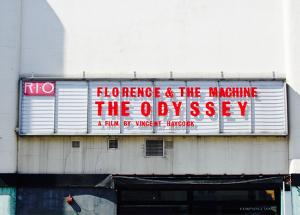 RIO
FLORENCE & THE MACHINE
THE ODYSSEY
A FILM BY VINCENT HAYCOCK